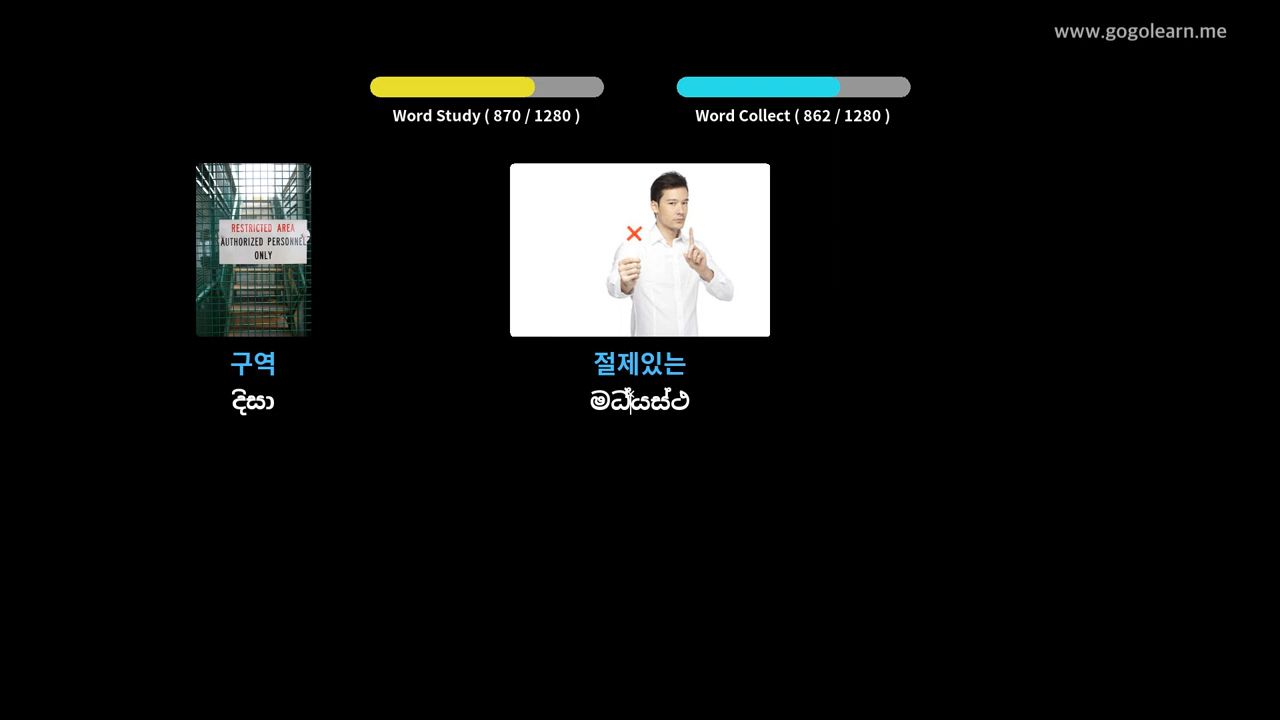 www.gogolearn.me
Word Study ( 870 / 1280 )
Word Collect ( 862 / 1280 )
RESTRICTED AREA
AUTHORIZED PERSONNEL
ONLY
구역
දිසා
절제있는
මධ්‍යස්ථ